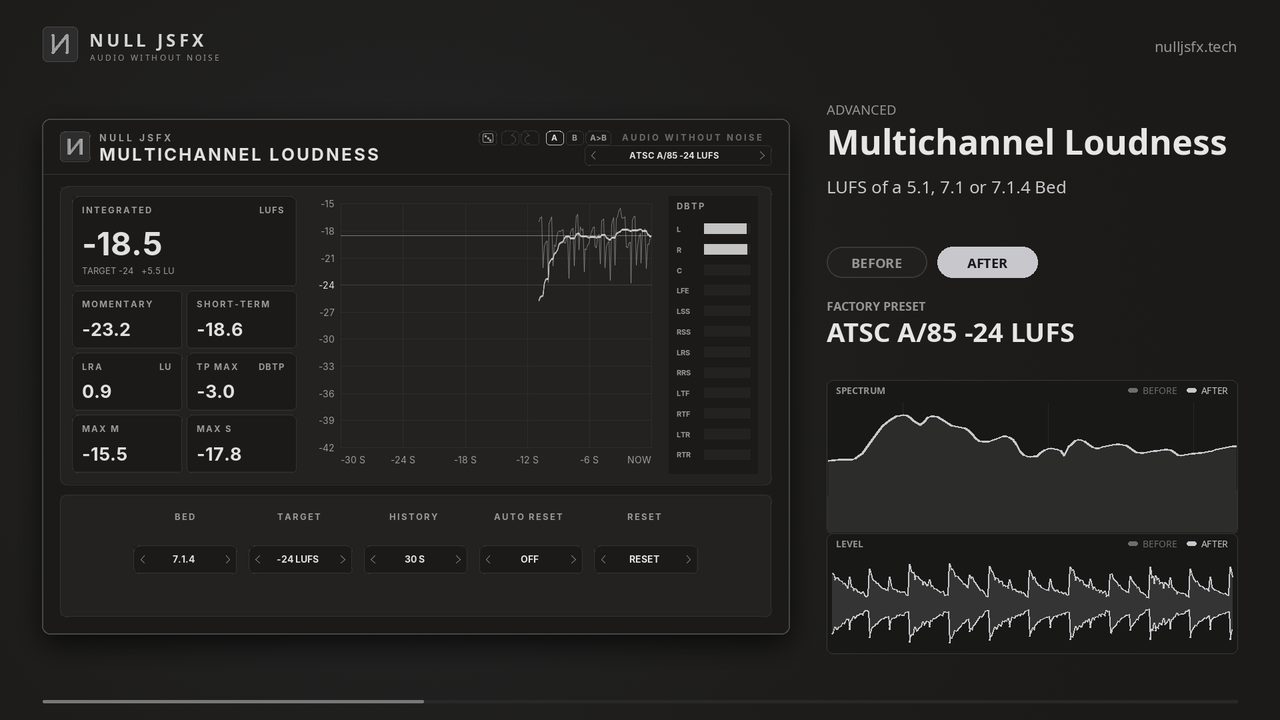 NULL JSFX
AUDIO WITHOUT NOISE
nulljsfx.tech
NULL JSFX
MULTICHANNEL LOUDNESS
A B A>B AUDIO WITHOUT NOISE
ATSC A/85 -24 LUFS
INTEGRATED LUFS
-18.5
TARGET -24 +5.5 LU
MOMENTARY
-23.2
SHORT-TERM
-18.6
LRA LU
0.9
TP MAX DBTP
-3.0
MAX M
-15.5
MAX S
-17.8
-15
-18
-21
-24
-27
-30
-33
-36
-39
-42
-30 S -24 S -18 S -12 S -6 S NOW
DBTP
L
R
C
LFE
LSS
RSS
LRS
RRS
LTF
RTF
LTR
RTR
BED TARGET HISTORY AUTO RESET RESET
7.1.4 -24 LUFS 30 S OFF RESET
ADVANCED
Multichannel Loudness
LUFS of a 5.1, 7.1 or 7.1.4 Bed
BEFORE AFTER
FACTORY PRESET
ATSC A/85 -24 LUFS
SPECTRUM BEFORE AFTER
LEVEL BEFORE AFTER